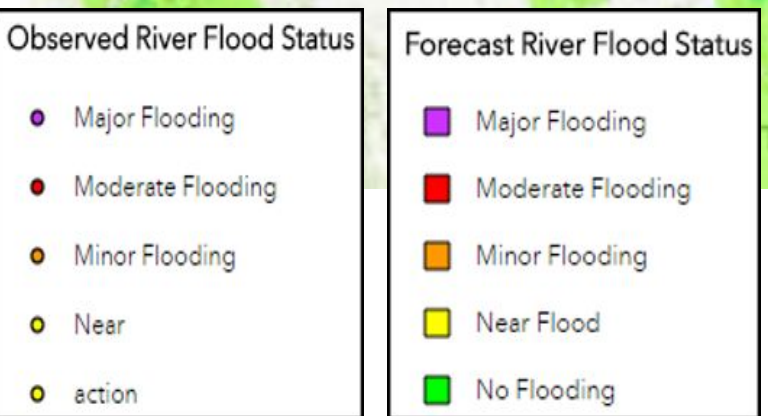 Observed River Flood Status
Major Flooding
Moderate Flooding
Minor Flooding
Near
action
Forecast River Flood Status
Major Flooding
Moderate Flooding
Minor Flooding
Near Flood
No Flooding